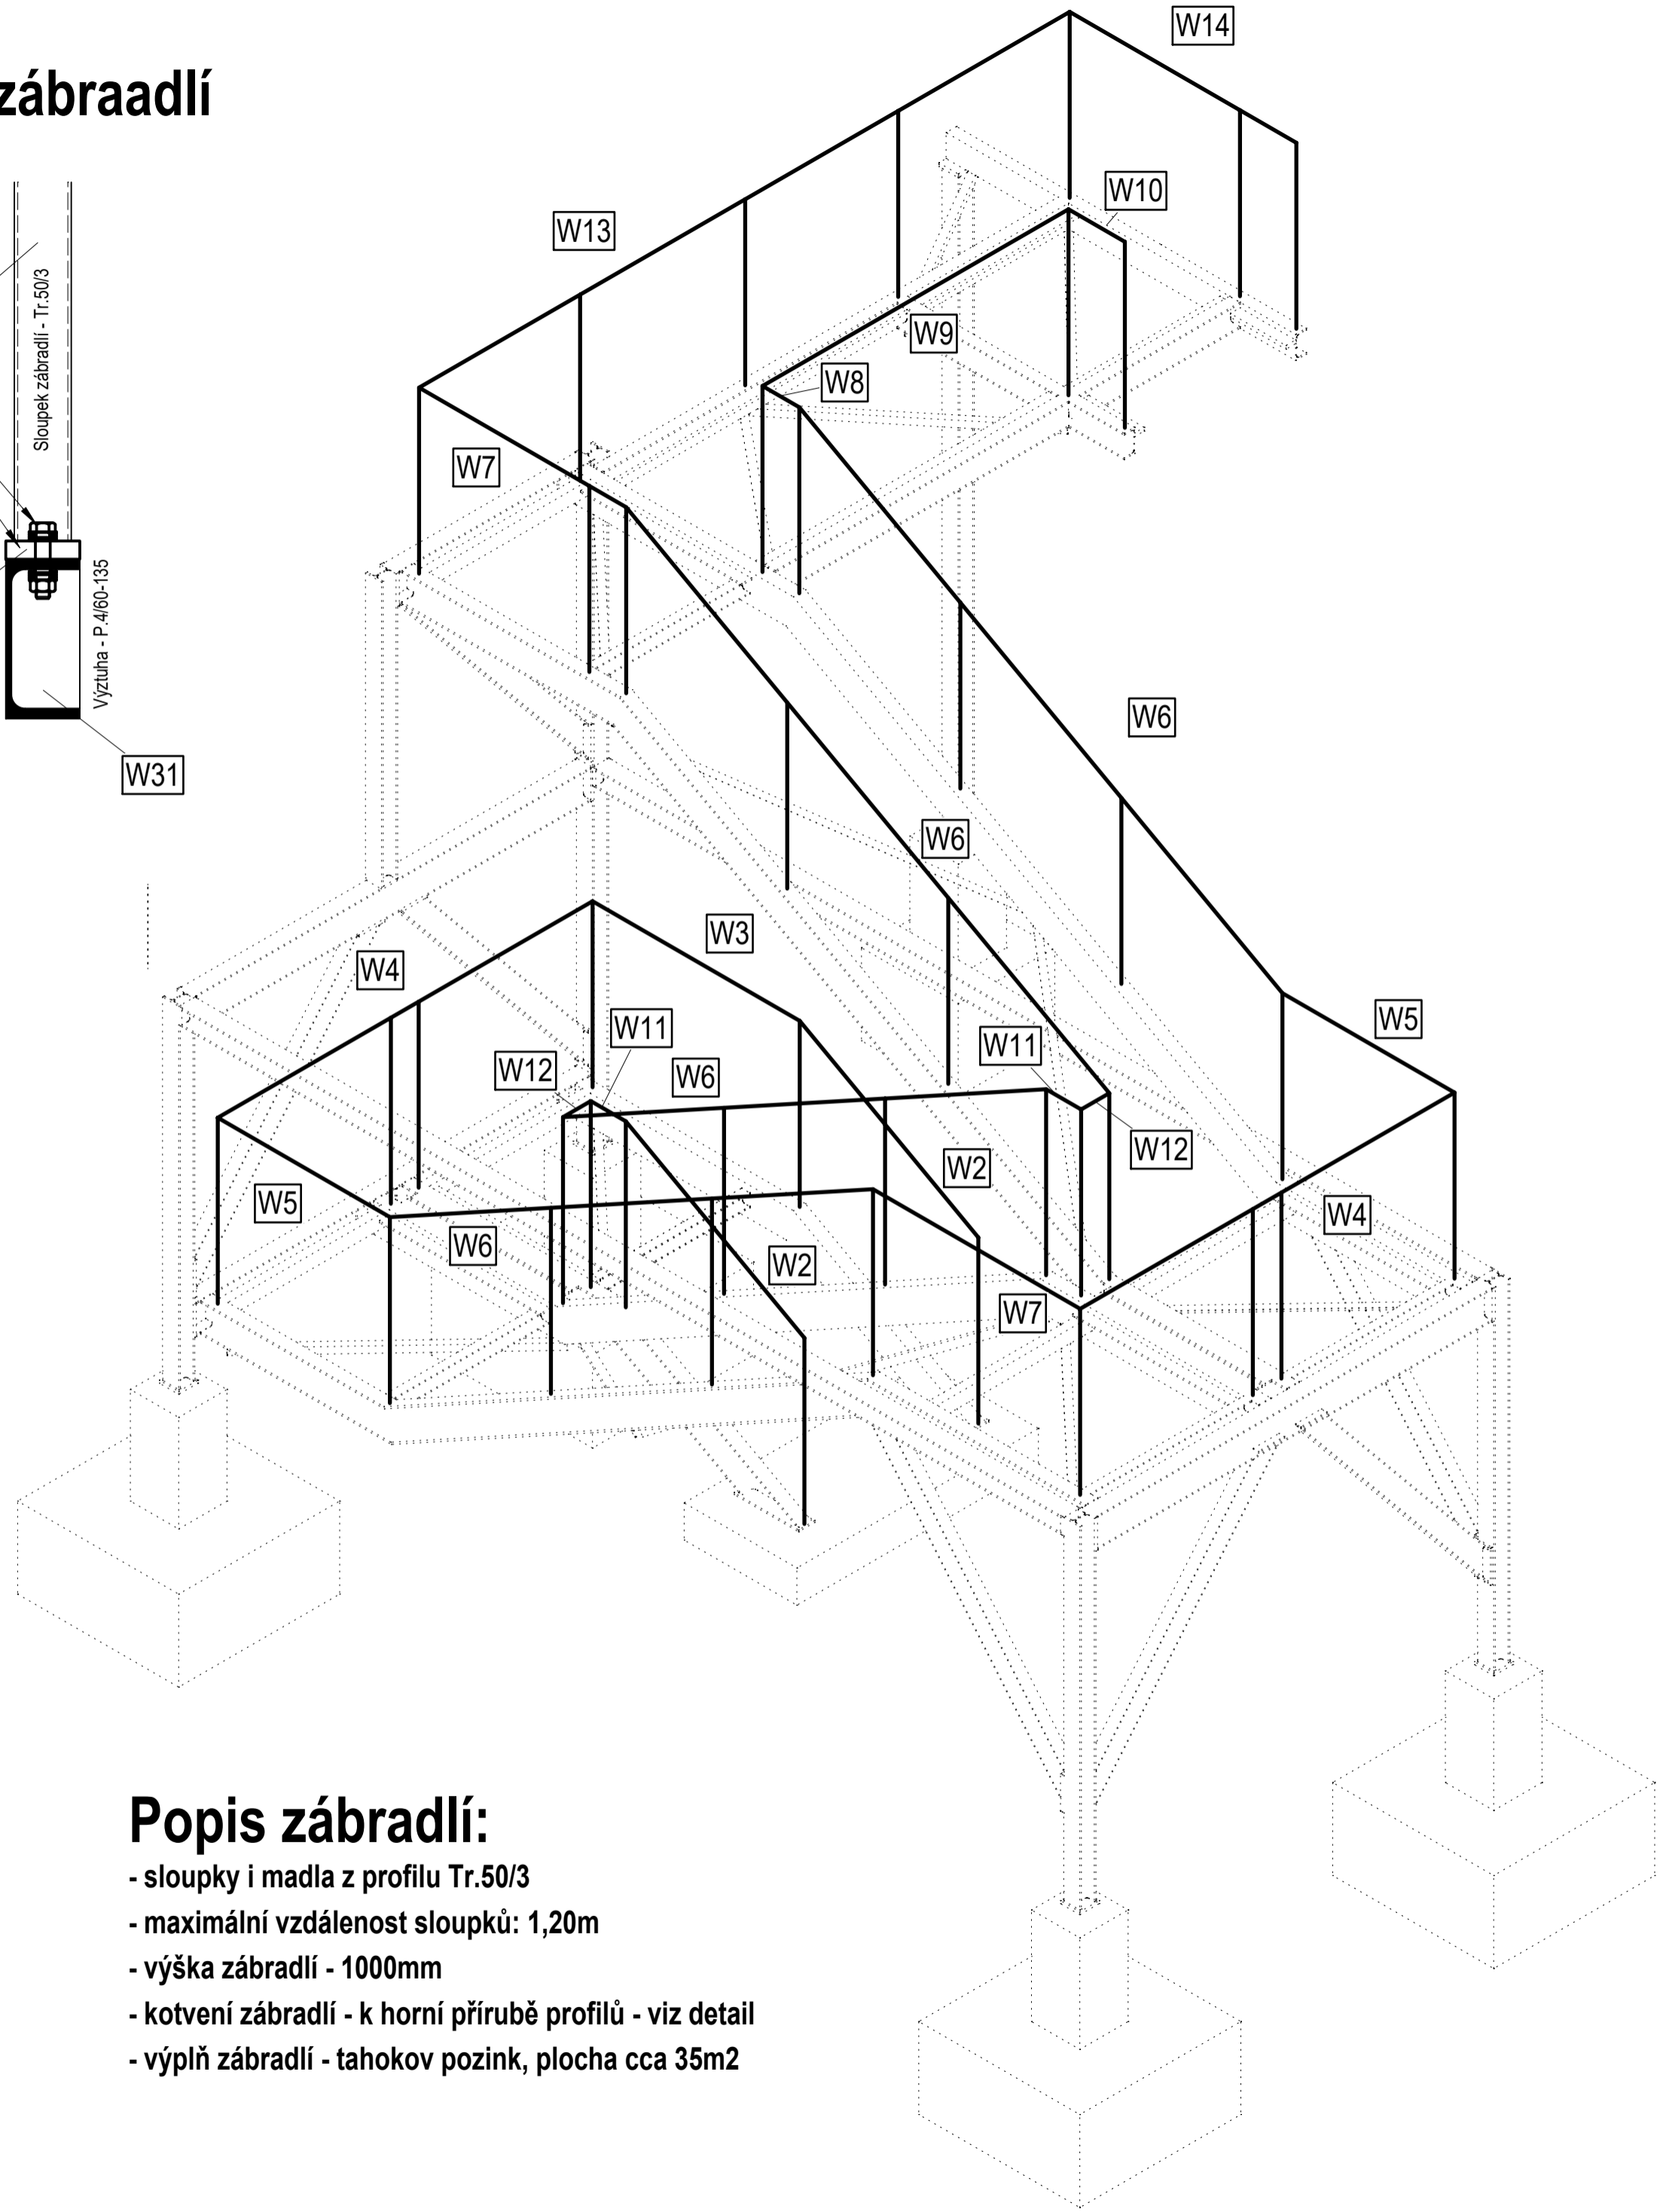 zábraadlí
W14
W10
W13
Sloupek zábradlí - Tr.50/3
W9
W8
W7
Výztuha - P.4/60-135
W6
W31
W6
W3
W4
W5
W11
W11
W12
W6
W12
W2
W5
W4
W6
W2
W7
Popis zábradlí:
- sloupky i madla z profilu Tr.50/3
- maximální vzdálenost sloupků: 1,20m
- výška zábradlí - 1000mm
- kotvení zábradlí - k horní přírubě profilů - viz detail
- výplň zábradlí - tahokov pozink, plocha cca 35m2